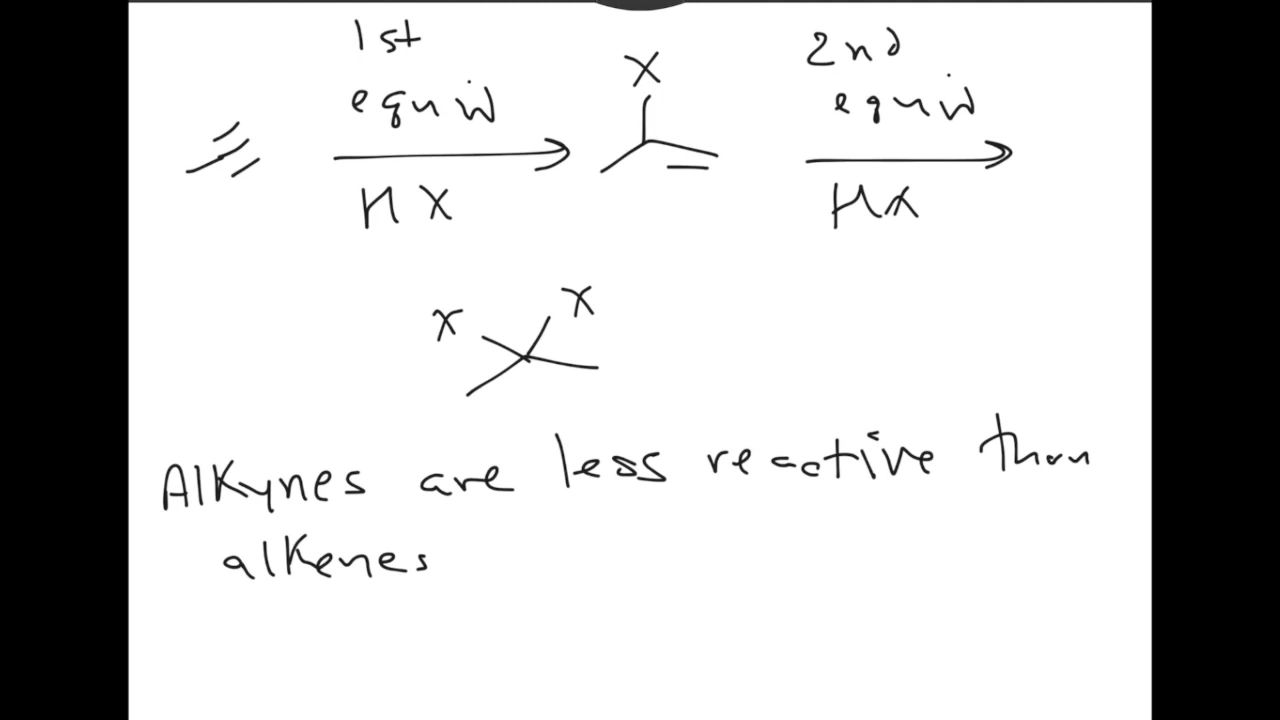 1st
equiv
HX
X
2nd
equiv
HX
X
X
Alkynes are less reactive than
alkenes